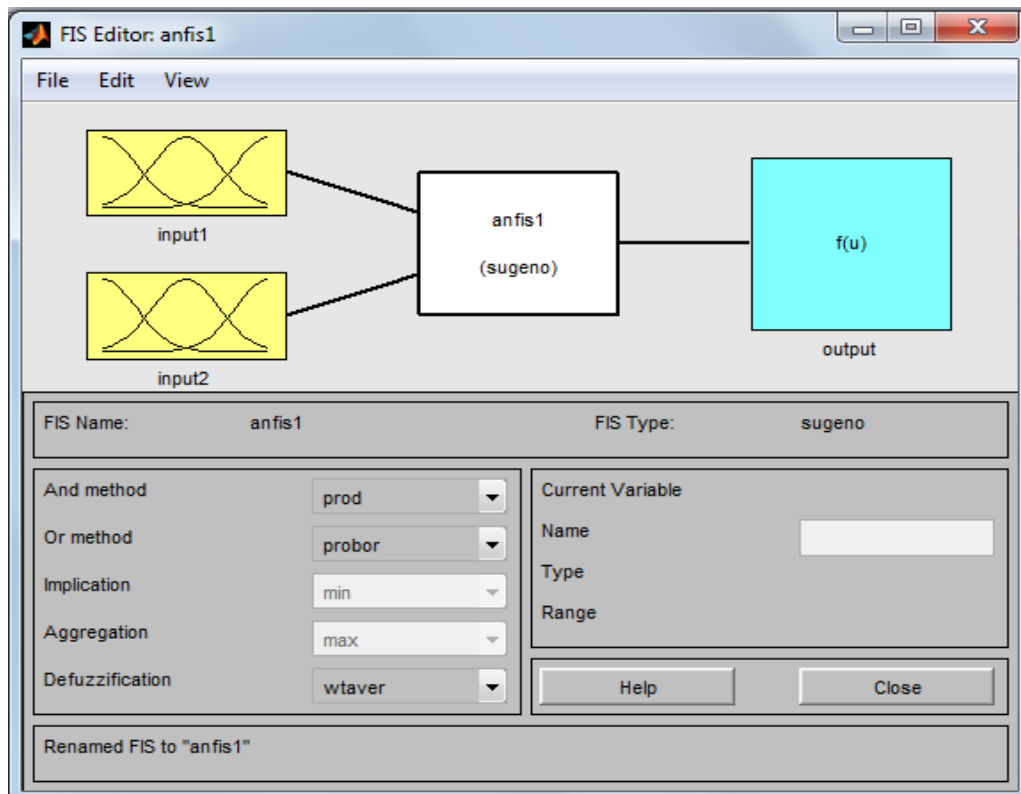 FIS Editor: anfis1
File Edit View
input1
input2
anfis1
(sugeno)
f(u)
output
FIS Name: anfis1 FIS Type: sugeno
And method prod
Or method probor
Implication min
Aggregation max
Defuzzification wtaver
Current Variable
Name
Type
Range
Help Close
Renamed FIS to "anfis1"